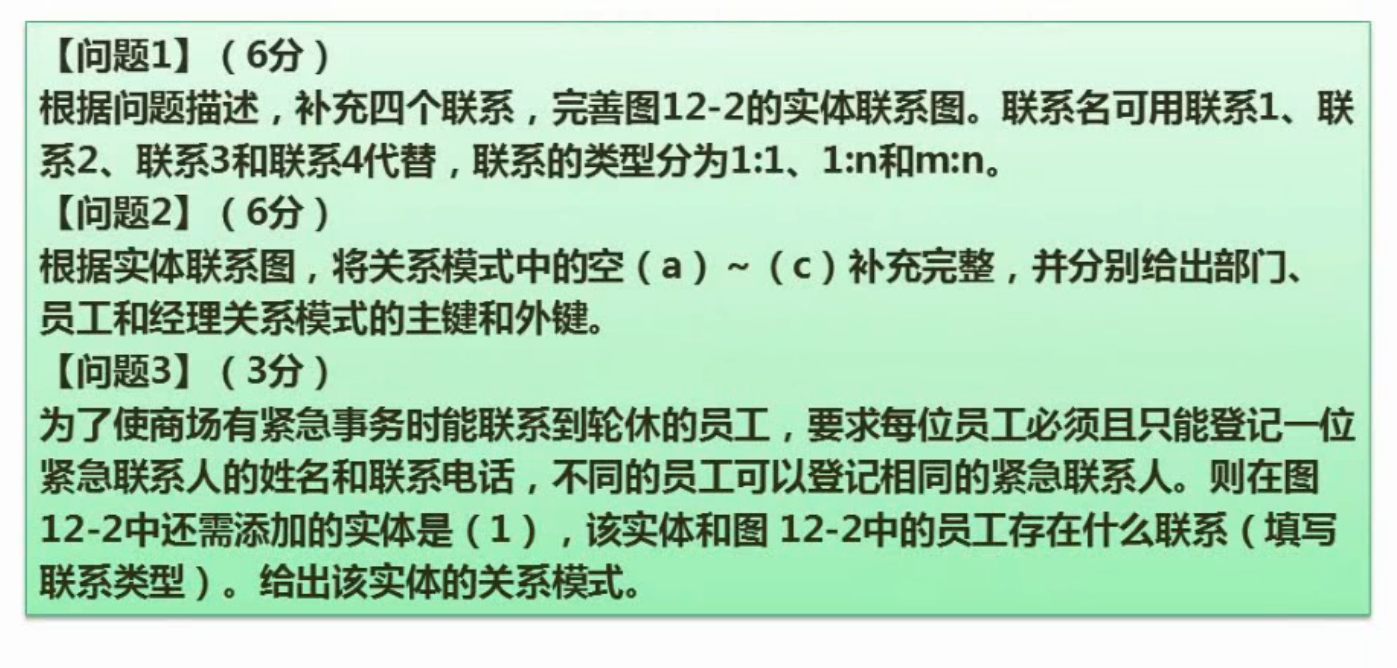 【问题1】（6分）
根据问题描述，补充四个联系，完善图12-2的实体联系图。联系名可用联系1、联
系2、联系3和联系4代替，联系的类型分为1:1、1:n和m:n。
【问题2】（6分）
根据实体联系图，将关系模式中的空（a）~（c）补充完整，并分别给出部门、
员工和经理关系模式的主键和外键。
【问题3】（3分）
为了使商场有紧急事务时能联系到轮休的员工，要求每位员工必须且只能登记一位
紧急联系人的姓名和联系电话，不同的员工可以登记相同的紧急联系人。则在图
12-2中还需添加的实体是（1），该实体和图 12-2中的员工存在什么联系（填写
联系类型）。给出该实体的关系模式。